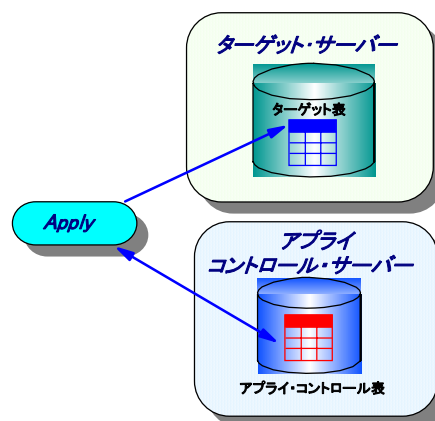 ターゲット・サーバー
ターゲット表
Apply
アプライ
コントロール・サーバー
アプライ・コントロール表